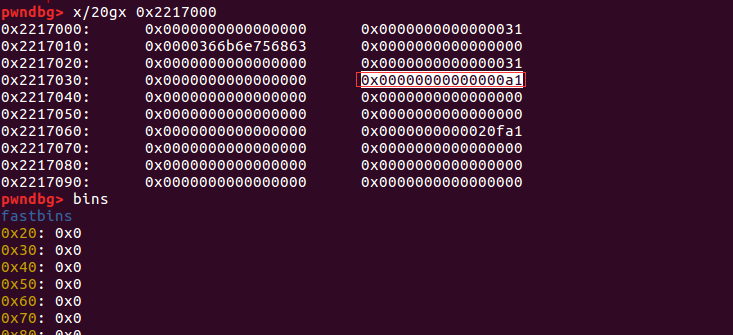 pwndbg> x/20gx 0x2217000
0x2217000: 0x0000000000000000 0x0000000000000031
0x2217010: 0x0000366b6e756863 0x0000000000000000
0x2217020: 0x0000000000000000 0x0000000000000031
0x2217030: 0x0000000000000000 0x00000000000000a1
0x2217040: 0x0000000000000000 0x0000000000000000
0x2217050: 0x0000000000000000 0x0000000000000000
0x2217060: 0x0000000000000000 0x0000000000020fa1
0x2217070: 0x0000000000000000 0x0000000000000000
0x2217080: 0x0000000000000000 0x0000000000000000
0x2217090: 0x0000000000000000 0x0000000000000000
pwndbg> bins
fastbins
0x20: 0x0
0x30: 0x0
0x40: 0x0
0x50: 0x0
0x60: 0x0
0x70: 0x0
0x80: 0x0